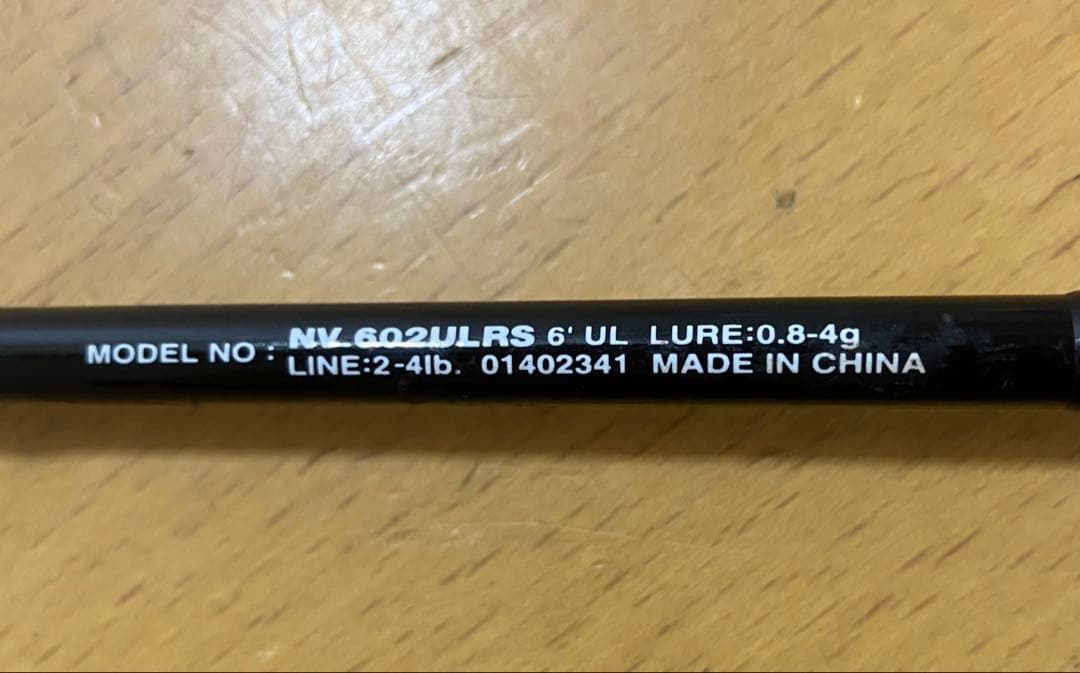 MODEL NO : NV 602ULRS 6' UL LURE:0.8-4g
LINE:2-4lb. 01402341 MADE IN CHINA